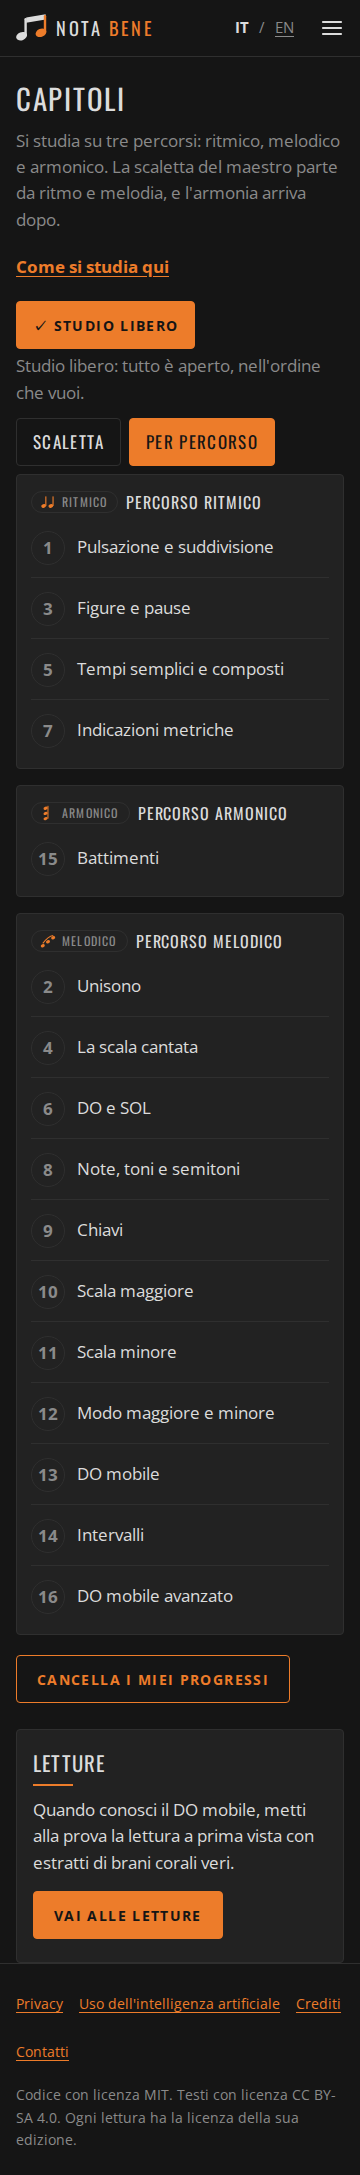 NOTA BENE IT / EN
CAPITOLI
Si studia su tre percorsi: ritmico, melodico
e armonico. La scaletta del maestro parte
da ritmo e melodia, e l'armonia arriva
dopo.
Come si studia qui
✓ STUDIO LIBERO
Studio libero: tutto è aperto, nell'ordine
che vuoi.
SCALETTA PER PERCORSO
RITMICO PERCORSO RITMICO
1 Pulsazione e suddivisione
3 Figure e pause
5 Tempi semplici e composti
7 Indicazioni metriche
ARMONICO PERCORSO ARMONICO
15 Battimenti
MELODICO PERCORSO MELODICO
2 Unisono
4 La scala cantata
6 DO e SOL
8 Note, toni e semitoni
9 Chiavi
10 Scala maggiore
11 Scala minore
12 Modo maggiore e minore
13 DO mobile
14 Intervalli
16 DO mobile avanzato
CANCELLA I MIEI PROGRESSI
LETTURE
Quando conosci il DO mobile, metti
alla prova la lettura a prima vista con
estratti di brani corali veri.
VAI ALLE LETTURE
Privacy Uso dell'intelligenza artificiale Crediti
Contatti
Codice con licenza MIT. Testi con licenza CC BY-
SA 4.0. Ogni lettura ha la licenza della sua
edizione.